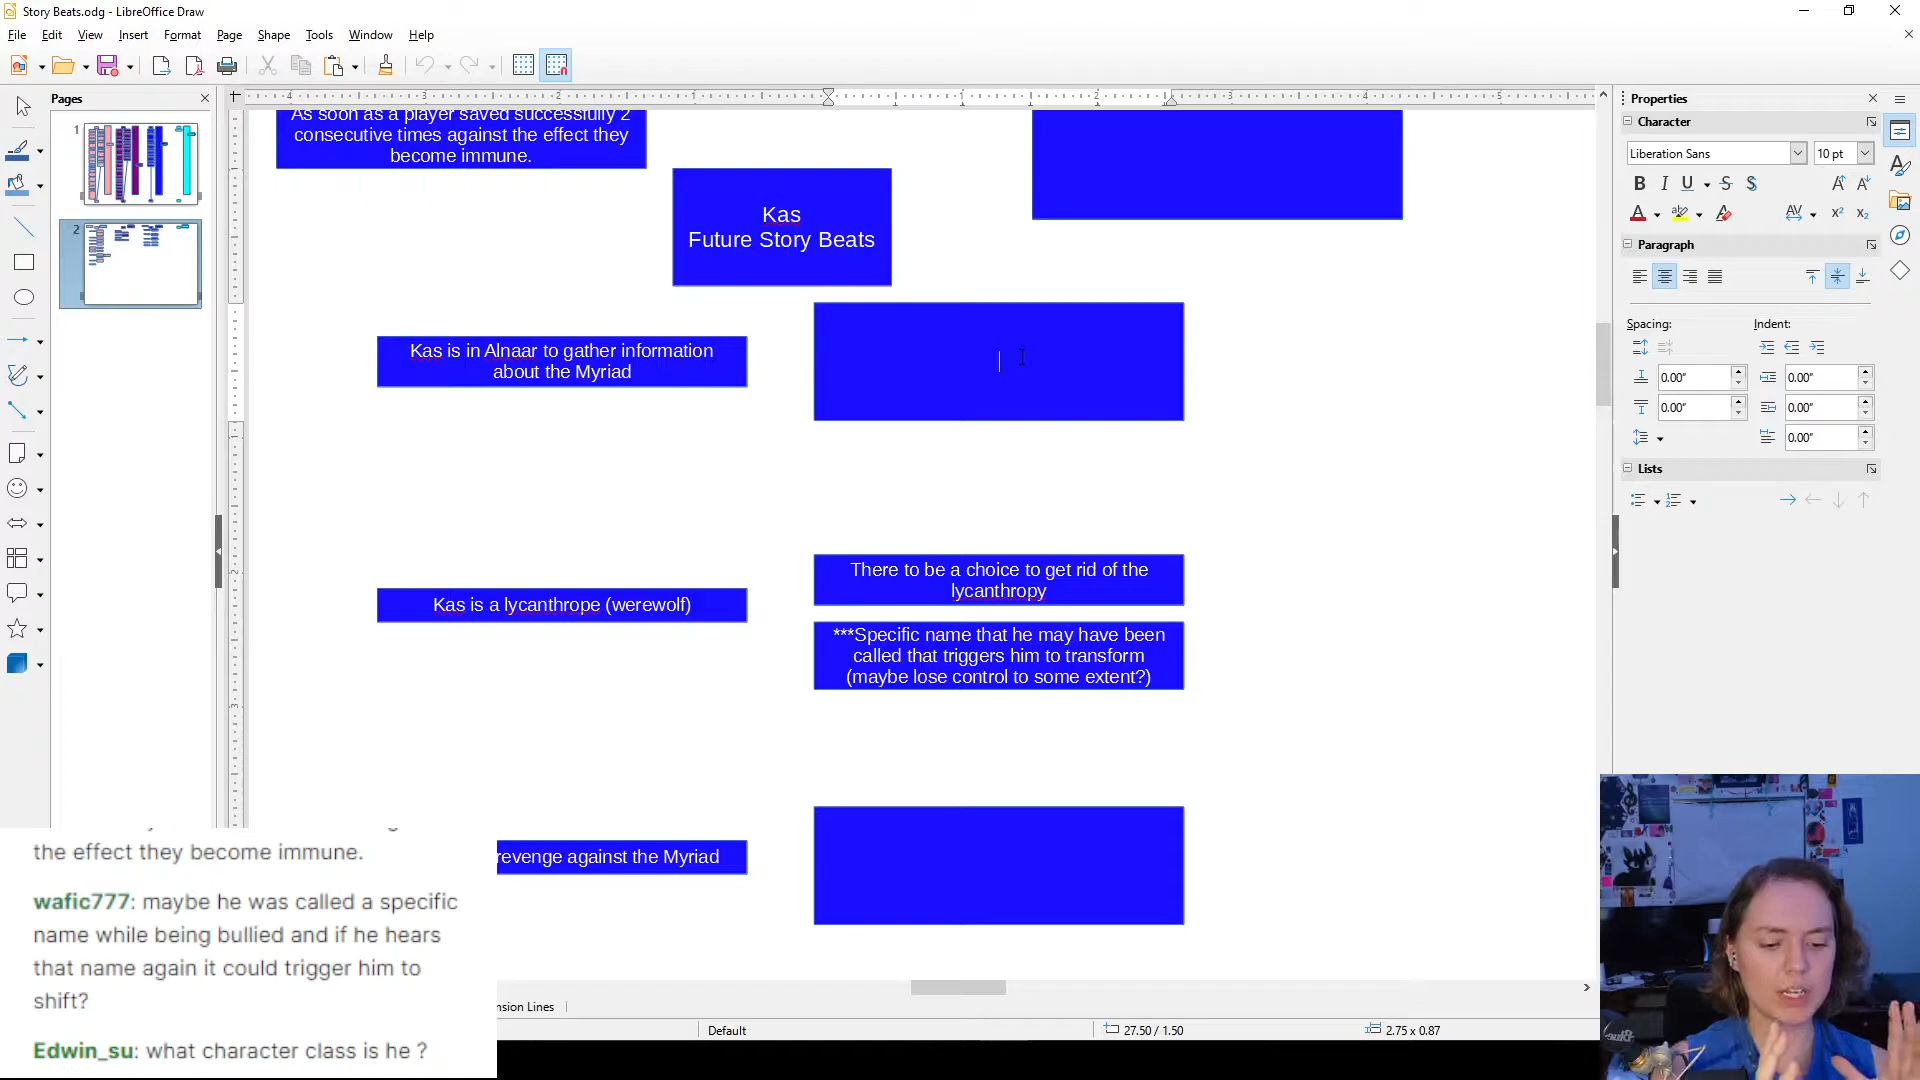 Story Beats.odg - LibreOffice Draw
File Edit View Insert Format Page Shape Tools Window Help
Pages
1
2
As soon as a player saved successfully 2
consecutive times against the effect they
become immune.
Kas
Future Story Beats
Kas is in Alnaar to gather information
about the Myriad
Kas is a lycanthrope (werewolf)
There to be a choice to get rid of the
lycanthropy
***Specific name that he may have been
called that triggers him to transform
(maybe lose control to some extent?)
revenge against the Myriad
the effect they become immune.
wafic777: maybe he was called a specific
name while being bullied and if he hears
that name again it could trigger him to
shift?
Edwin_su: what character class is he ?
nsion Lines
Default
27.50 / 1.50
2.75 x 0.87
Properties
Character
Liberation Sans
10 pt
Paragraph
Spacing:
Indent:
0.00"
0.00"
0.00"
0.00"
0.00"
Lists